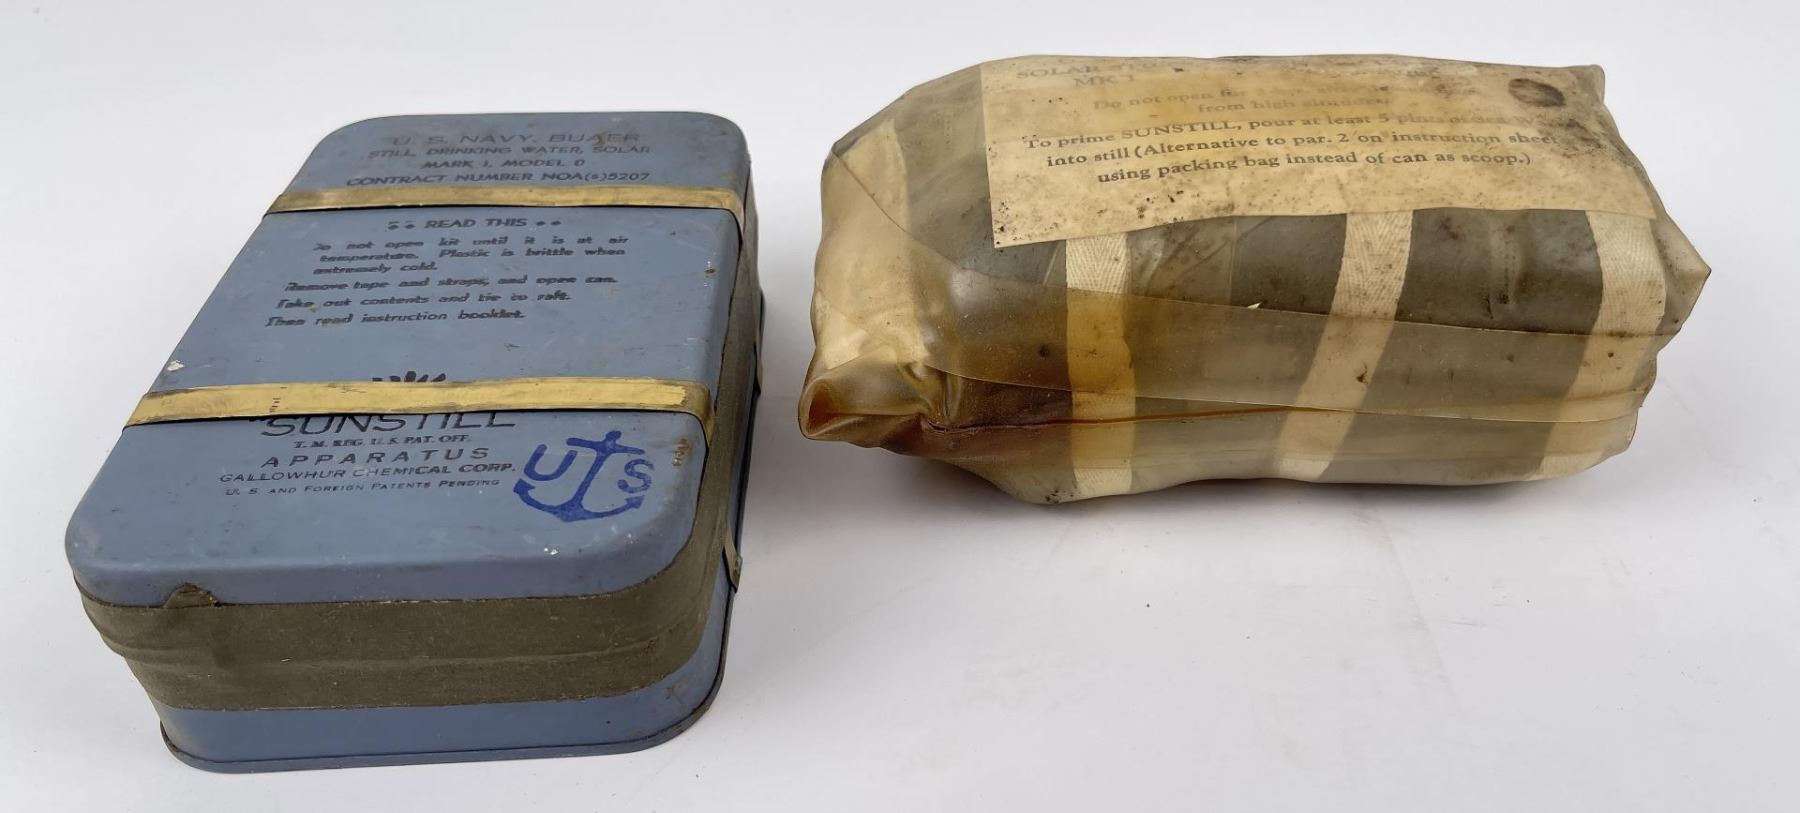 U. S. NAVY, BUAER
STILL, DRINKING WATER, SOLAR
MARK I, MODEL 0
CONTRACT NUMBER NOA(s)5207
READ THIS
Do not open kit until it is at air
temperature. Plastic is brittle when
extremely cold.
Remove tape and straps, and open can.
Take out contents and tie to raft.
Then read instruction booklet.
"SUNSTILL"
T. M. REG. U. S. PAT. OFF.
APPARATUS
GALLOWHUR CHEMICAL CORP.
U. S. AND FOREIGN PATENTS PENDING
U S
SOLAR
MK I
Do not open for
from high altitudes.
To prime SUNSTILL, pour at least 5 pints of sea W
into still (Alternative to par. 2 on instruction sheet
using packing bag instead of can as scoop.)